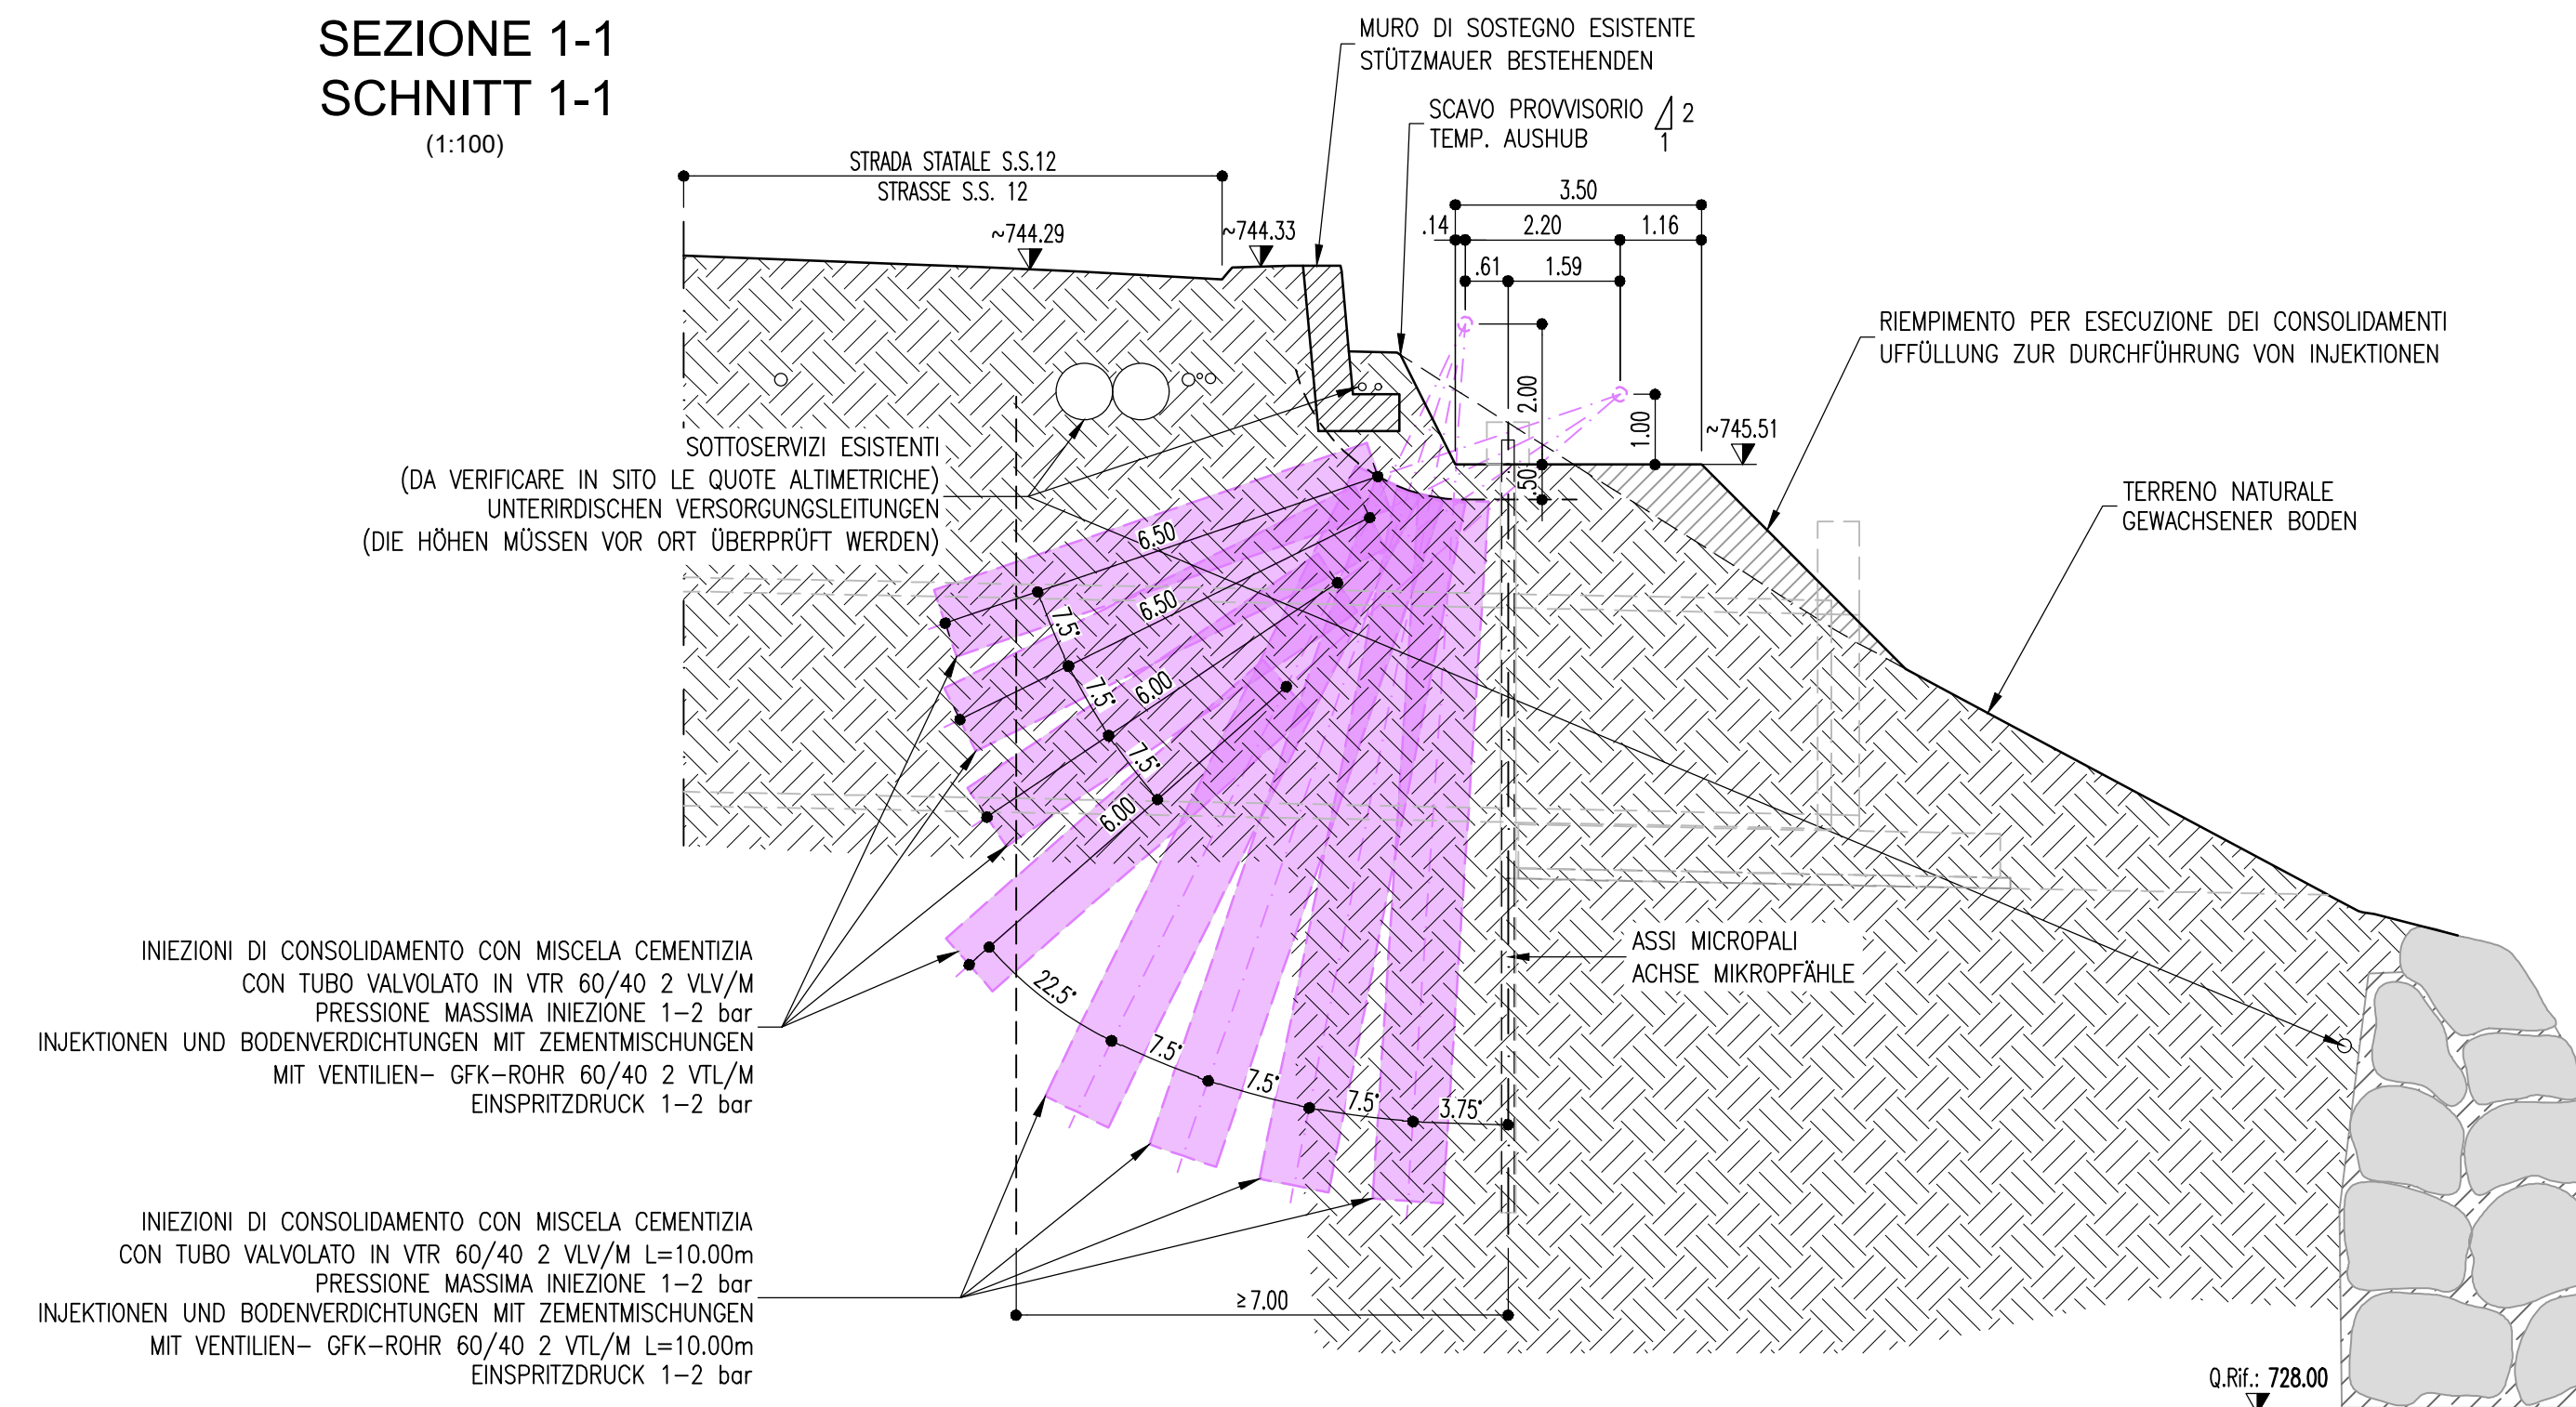 SEZIONE 1-1
SCHNITT 1-1
(1:100)
MURO DI SOSTEGNO ESISTENTE
STÜTZMAUER BESTEHENDEN
SCAVO PROVVISORIO
TEMP. AUSHUB
2
1
STRADA STATALE S.S.12
STRASSE S.S. 12
~744.29
~744.33
3.50
.14
2.20
1.16
.61
1.59
2.00
1.00
.50
~745.51
RIEMPIMENTO PER ESECUZIONE DEI CONSOLIDAMENTI
UFFÜLLUNG ZUR DURCHFÜHRUNG VON INJEKTIONEN
TERRENO NATURALE
GEWACHSENER BODEN
SOTTOSERVIZI ESISTENTI
(DA VERIFICARE IN SITO LE QUOTE ALTIMETRICHE)
UNTERIRDISCHEN VERSORGUNGSLEITUNGEN
(DIE HÖHEN MÜSSEN VOR ORT ÜBERPRÜFT WERDEN)
6.50
6.50
6.00
6.00
7.5°
7.5°
7.5°
22.5°
7.5°
7.5°
7.5°
3.75°
ASSI MICROPALI
ACHSE MIKROPFÄHLE
INIEZIONI DI CONSOLIDAMENTO CON MISCELA CEMENTIZIA
CON TUBO VALVOLATO IN VTR 60/40 2 VLV/M
PRESSIONE MASSIMA INIEZIONE 1-2 bar
INJEKTIONEN UND BODENVERDICHTUNGEN MIT ZEMENTMISCHUNGEN
MIT VENTILIEN- GFK-ROHR 60/40 2 VTL/M
EINSPRITZDRUCK 1-2 bar
INIEZIONI DI CONSOLIDAMENTO CON MISCELA CEMENTIZIA
CON TUBO VALVOLATO IN VTR 60/40 2 VLV/M L=10.00m
PRESSIONE MASSIMA INIEZIONE 1-2 bar
INJEKTIONEN UND BODENVERDICHTUNGEN MIT ZEMENTMISCHUNGEN
MIT VENTILIEN- GFK-ROHR 60/40 2 VTL/M L=10.00m
EINSPRITZDRUCK 1-2 bar
≥7.00
Q.Rif.: 728.00